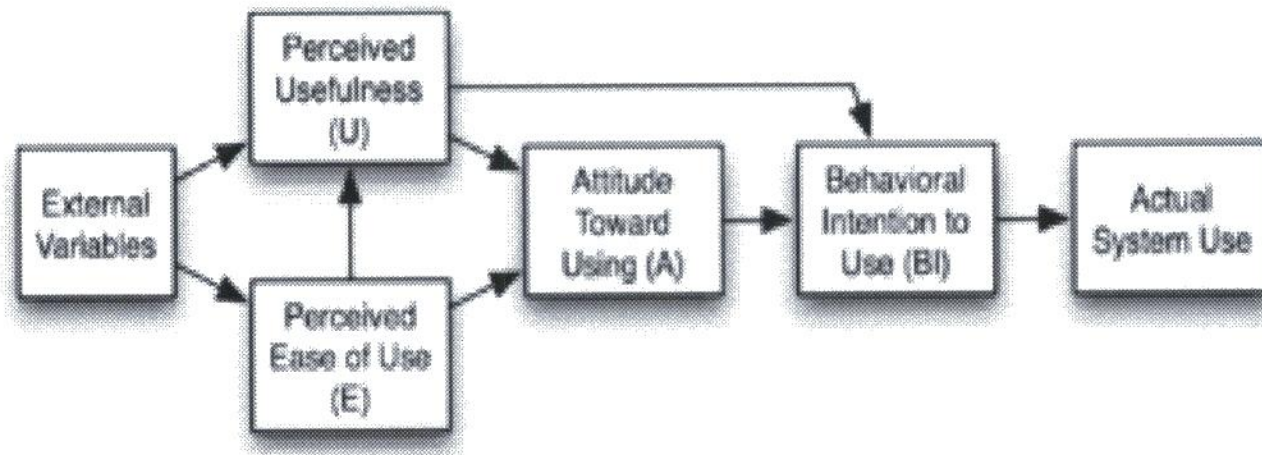 Perceived
Usefulness
(U)
External
Variables
Perceived
Ease of Use
(E)
Attitude
Toward
Using (A)
Behavioral
Intention to
Use (BI)
Actual
System Use